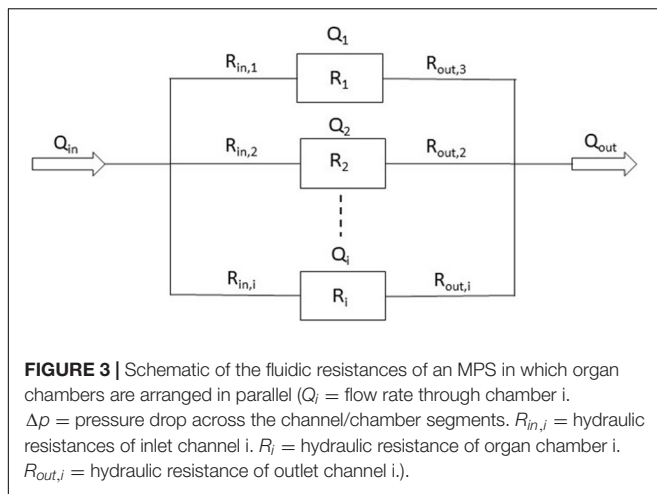 Q1
Rin,1
R1
Rout,3
Q2
Qin
Rin,2
R2
Rout,2
Qout
Qi
Rin,i
Ri
Rout,i
FIGURE 3 | Schematic of the fluidic resistances of an MPS in which organ
chambers are arranged in parallel (Qi = flow rate through chamber i.
Δp = pressure drop across the channel/chamber segments. Rin,i = hydraulic
resistances of inlet channel i. Ri = hydraulic resistance of organ chamber i.
Rout,i = hydraulic resistance of outlet channel i.).